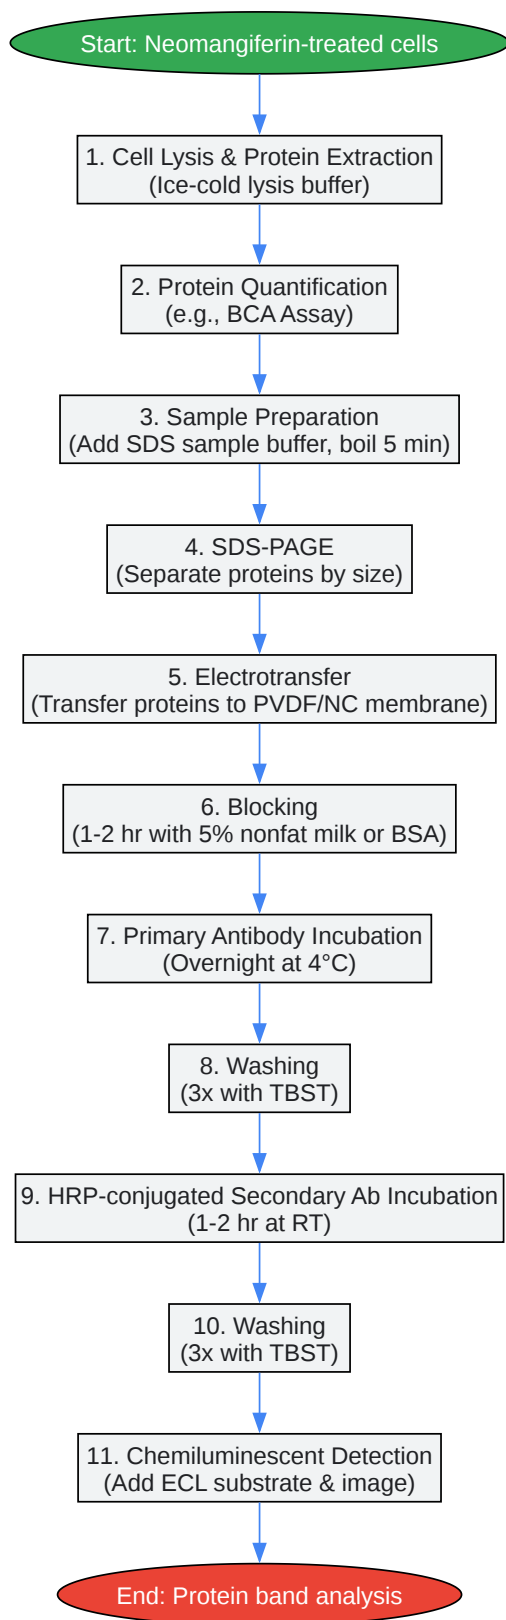 Start: Neomangiferin-treated cells
1. Cell Lysis & Protein Extraction
(Ice-cold lysis buffer)
2. Protein Quantification
(e.g., BCA Assay)
3. Sample Preparation
(Add SDS sample buffer, boil 5 min)
4. SDS-PAGE
(Separate proteins by size)
5. Electrotransfer
(Transfer proteins to PVDF/NC membrane)
6. Blocking
(1-2 hr with 5% nonfat milk or BSA)
7. Primary Antibody Incubation
(Overnight at 4°C)
8. Washing
(3x with TBST)
9. HRP-conjugated Secondary Ab Incubation
(1-2 hr at RT)
10. Washing
(3x with TBST)
11. Chemiluminescent Detection
(Add ECL substrate & image)
End: Protein band analysis